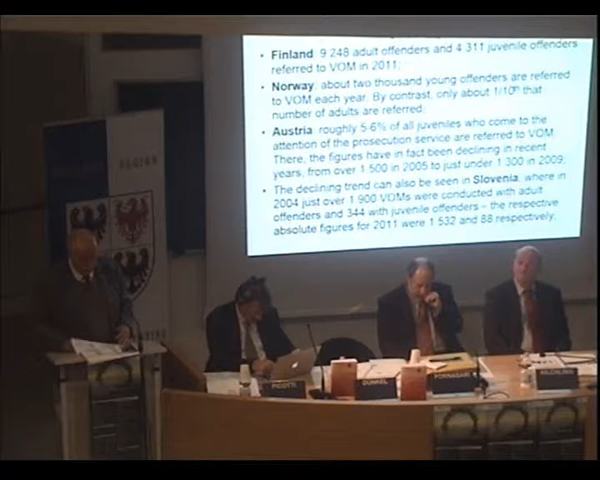 • Finland: 9 248 adult offenders and 4 311 juvenile offenders
referred to VOM in 2011;
• Norway: about two thousand young offenders are referred
to VOM each year. By contrast, only about 1/10th that
number of adults are referred;
• Austria: roughly 5-6% of all juveniles who come to the
attention of the prosecution service are referred to VOM.
There, the figures have in fact been declining in recent
years, from over 1 500 in 2005 to just under 1 300 in 2009;
• The declining trend can also be seen in Slovenia, where in
2004 just over 1 900 VOMs were conducted with adult
offenders and 344 with juvenile offenders – the respective
absolute figures for 2011 were 1 532 and 88 respectively.
REGION
PICOTTI
DÜNKEL
FORNASARI